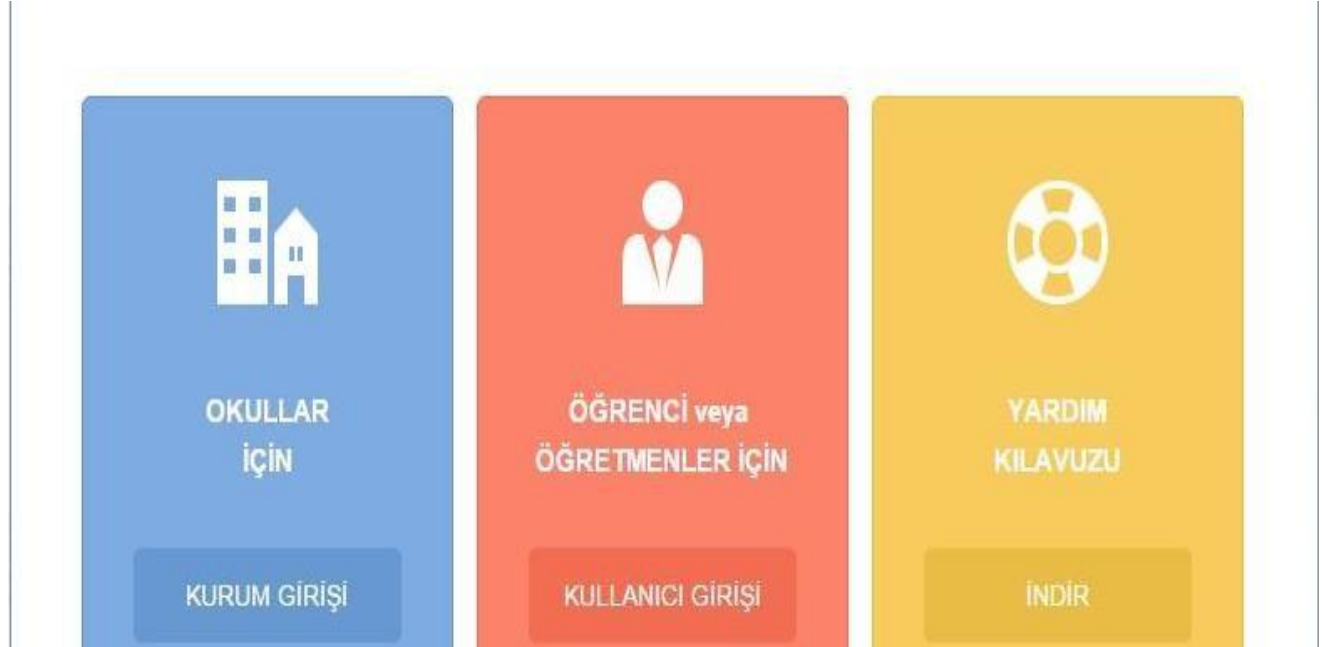 OKULLAR
İÇİN
KURUM GİRİŞİ
ÖĞRENCİ veya
ÖĞRETMENLER İÇİN
KULLANICI GİRİŞİ
YARDIM
KILAVUZU
İNDİR